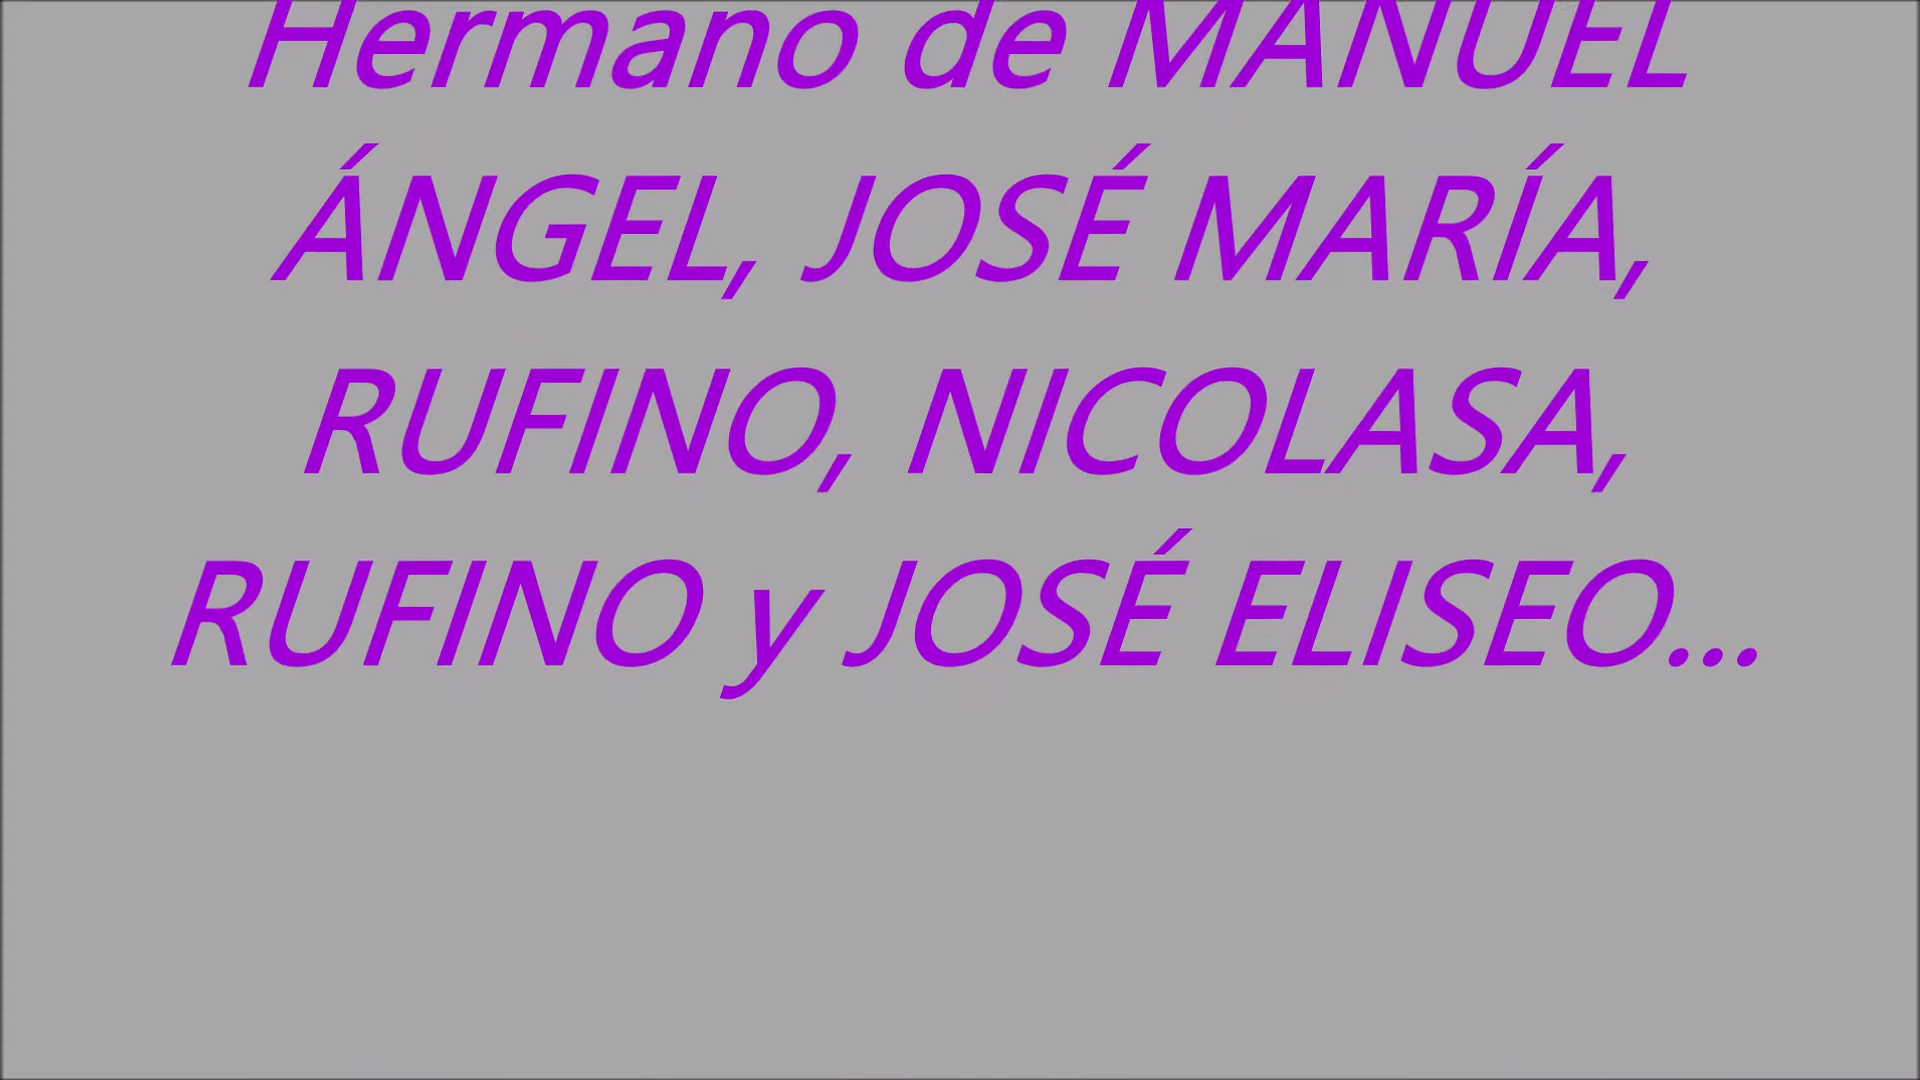 Hermano de MANUEL
ÁNGEL, JOSÉ MARÍA,
RUFINO, NICOLASA,
RUFINO y JOSÉ ELISEO...